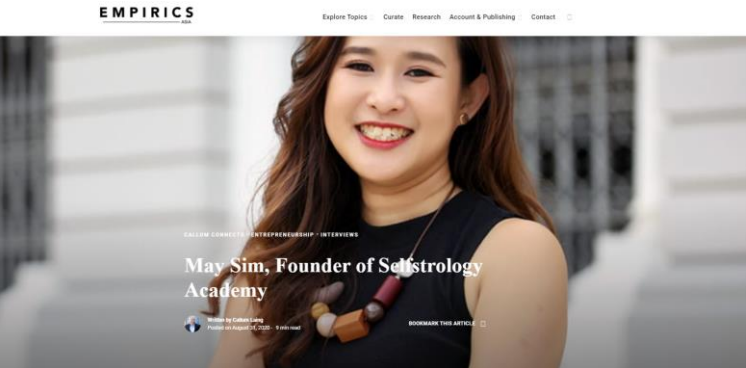 EMPIRICS
ASIA
Explore Topics Curate Research Account & Publishing Contact
CALLUM CONNECTS · ENTREPRENEURSHIP · INTERVIEWS
May Sim, Founder of Selfstrology
Academy
Written by Callum Laing
Posted on August 31, 2020 · 9 min read
BOOKMARK THIS ARTICLE